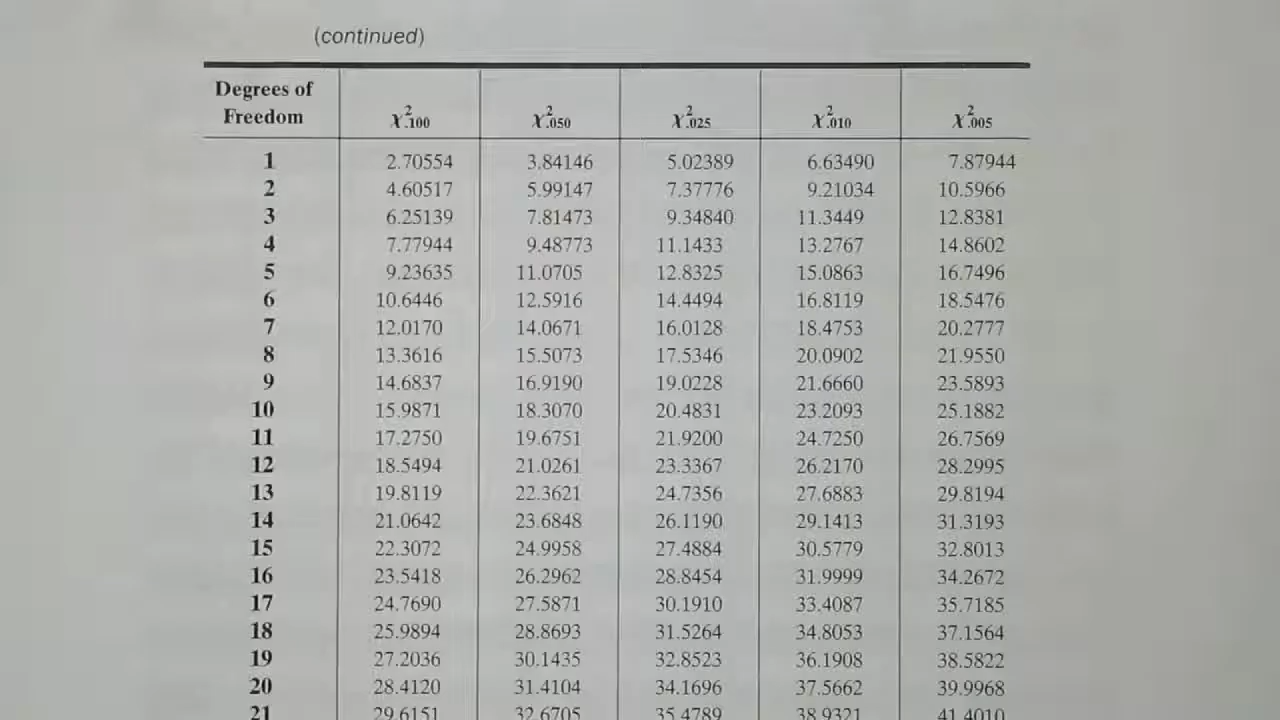 (continued)
Degrees of Freedom χ².100 χ².050 χ².025 χ².010 χ².005
1 2.70554 3.84146 5.02389 6.63490 7.87944
2 4.60517 5.99147 7.37776 9.21034 10.5966
3 6.25139 7.81473 9.34840 11.3449 12.8381
4 7.77944 9.48773 11.1433 13.2767 14.8602
5 9.23635 11.0705 12.8325 15.0863 16.7496
6 10.6446 12.5916 14.4494 16.8119 18.5476
7 12.0170 14.0671 16.0128 18.4753 20.2777
8 13.3616 15.5073 17.5346 20.0902 21.9550
9 14.6837 16.9190 19.0228 21.6660 23.5893
10 15.9871 18.3070 20.4831 23.2093 25.1882
11 17.2750 19.6751 21.9200 24.7250 26.7569
12 18.5494 21.0261 23.3367 26.2170 28.2995
13 19.8119 22.3621 24.7356 27.6883 29.8194
14 21.0642 23.6848 26.1190 29.1413 31.3193
15 22.3072 24.9958 27.4884 30.5779 32.8013
16 23.5418 26.2962 28.8454 31.9999 34.2672
17 24.7690 27.5871 30.1910 33.4087 35.7185
18 25.9894 28.8693 31.5264 34.8053 37.1564
19 27.2036 30.1435 32.8523 36.1908 38.5822
20 28.4120 31.4104 34.1696 37.5662 39.9968
21 29.6151 32.6705 35.4789 38.9321 41.4010